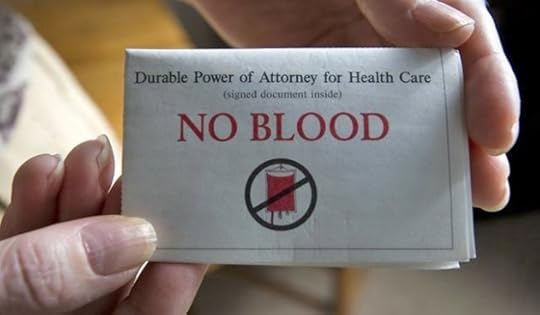 Durable Power of Attorney for Health Care
(signed document inside)
NO BLOOD